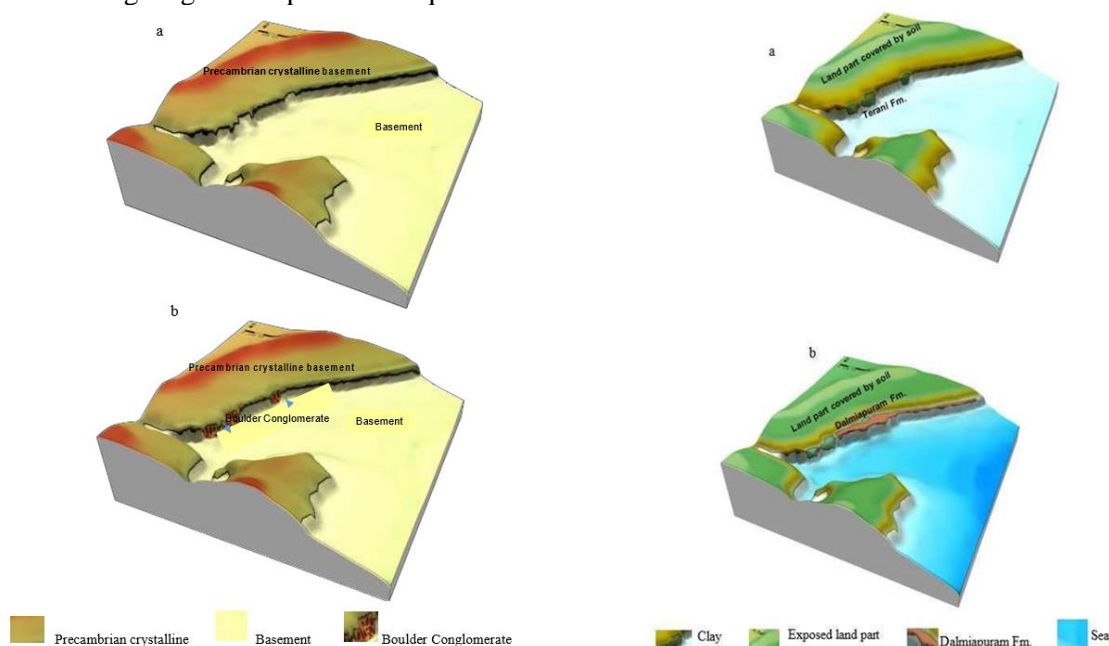 a
Precambrian crystalline basement
Basement
b
Precambrian crystalline basement
Boulder Conglomerate
Basement
Precambrian crystalline
Basement
Boulder Conglomerate
a
Land part covered by soil
Terani Fm.
b
Land part covered by soil
Dalmiapuram Fm.
Clay
Exposed land part
Dalmiapuram Fm.
Sea